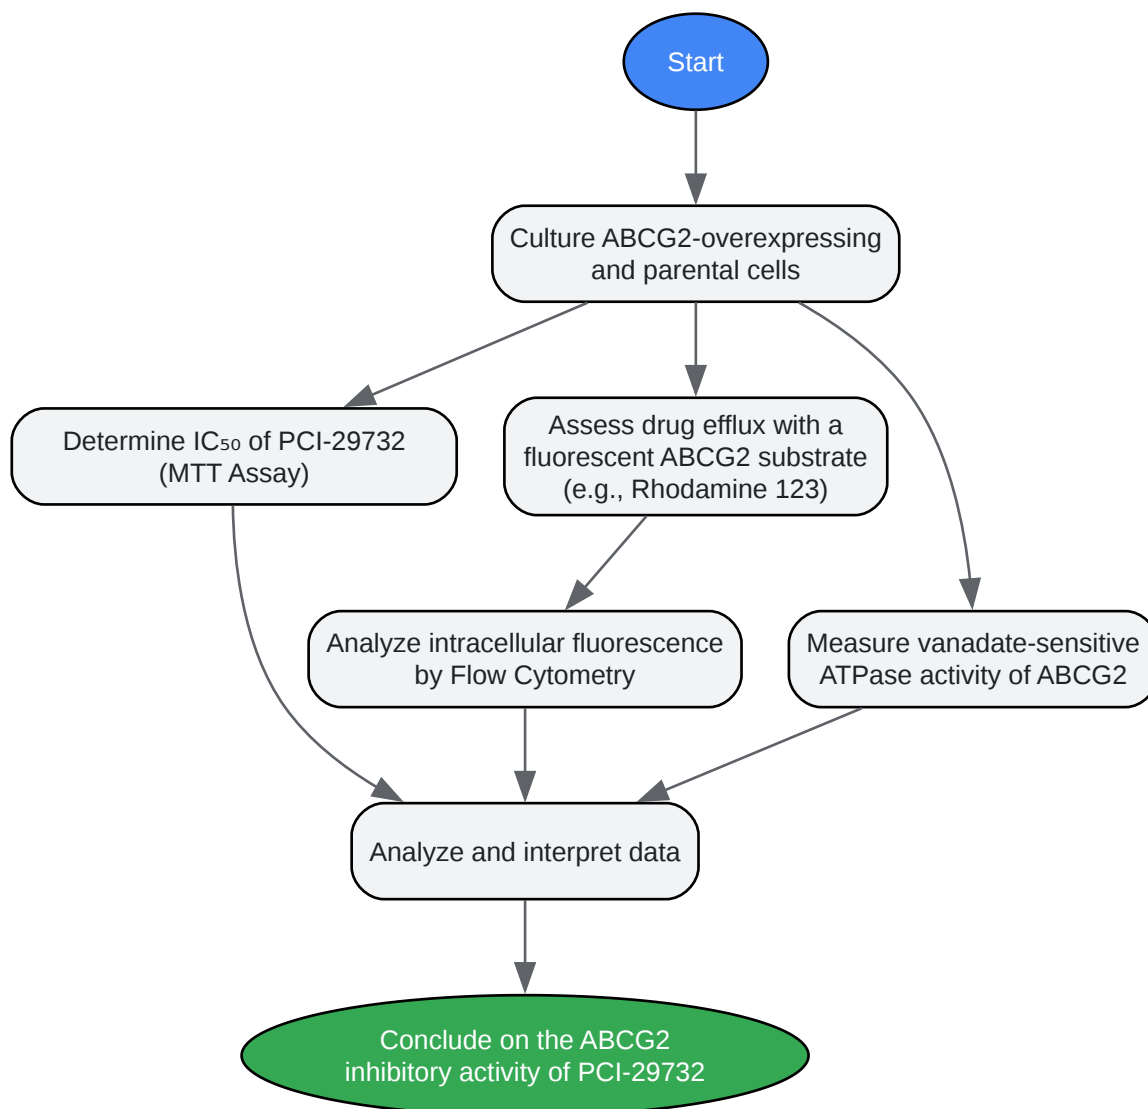 Start
Culture ABCG2-overexpressing
and parental cells
Determine IC₅₀ of PCI-29732
(MTT Assay)
Assess drug efflux with a
fluorescent ABCG2 substrate
(e.g., Rhodamine 123)
Analyze intracellular fluorescence
by Flow Cytometry
Measure vanadate-sensitive
ATPase activity of ABCG2
Analyze and interpret data
Conclude on the ABCG2
inhibitory activity of PCI-29732